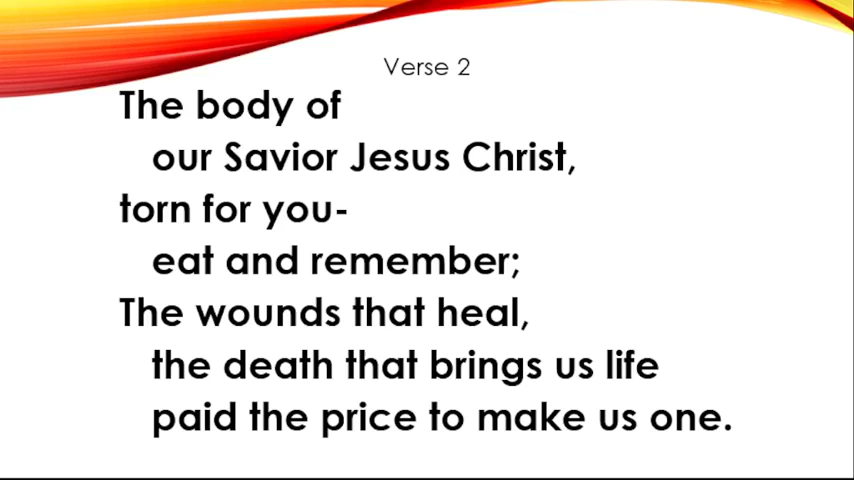 Verse 2
The body of
our Savior Jesus Christ,
torn for you-
eat and remember;
The wounds that heal,
the death that brings us life
paid the price to make us one.